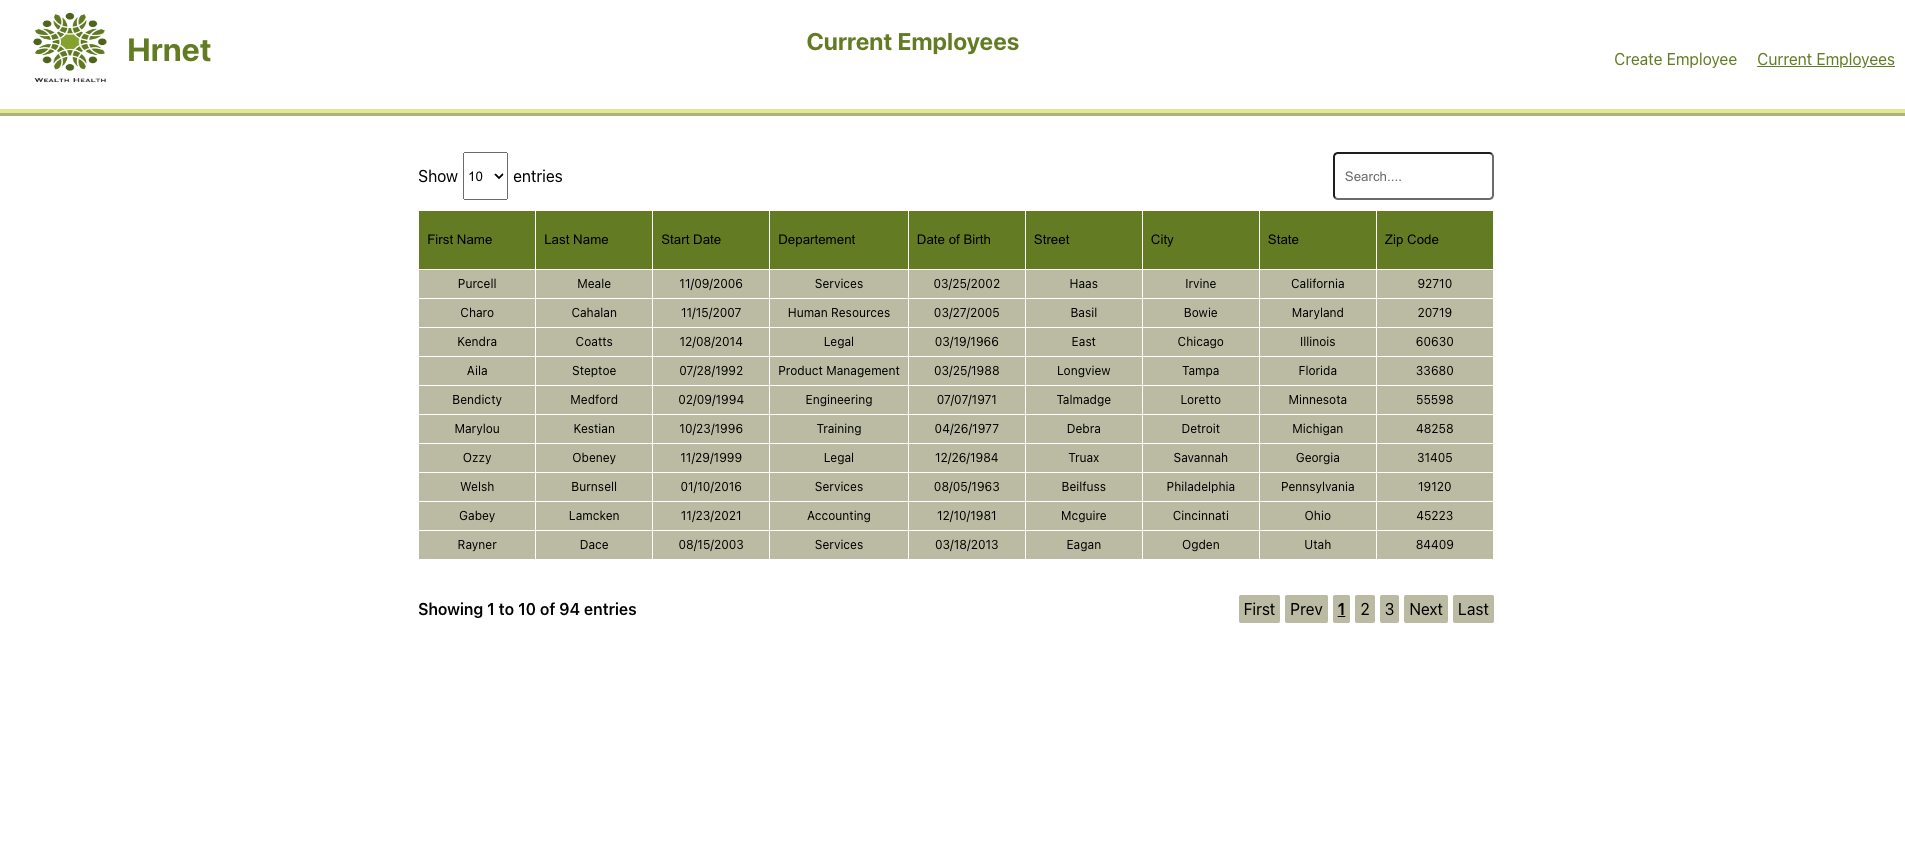 Hrnet
WEALTH HEALTH
Current Employees
Create Employee Current Employees
Show 10 entries
Search....
First Name Last Name Start Date Departement Date of Birth Street City State Zip Code
Purcell Meale 11/09/2006 Services 03/25/2002 Haas Irvine California 92710
Charo Cahalan 11/15/2007 Human Resources 03/27/2005 Basil Bowie Maryland 20719
Kendra Coatts 12/08/2014 Legal 03/19/1966 East Chicago Illinois 60630
Aila Steptoe 07/28/1992 Product Management 03/25/1988 Longview Tampa Florida 33680
Bendicty Medford 02/09/1994 Engineering 07/07/1971 Talmadge Loretto Minnesota 55598
Marylou Kestian 10/23/1996 Training 04/26/1977 Debra Detroit Michigan 48258
Ozzy Obeney 11/29/1999 Legal 12/26/1984 Truax Savannah Georgia 31405
Welsh Burnsell 01/10/2016 Services 08/05/1963 Beilfuss Philadelphia Pennsylvania 19120
Gabey Lamcken 11/23/2021 Accounting 12/10/1981 Mcguire Cincinnati Ohio 45223
Rayner Dace 08/15/2003 Services 03/18/2013 Eagan Ogden Utah 84409
Showing 1 to 10 of 94 entries
First Prev 1 2 3 Next Last